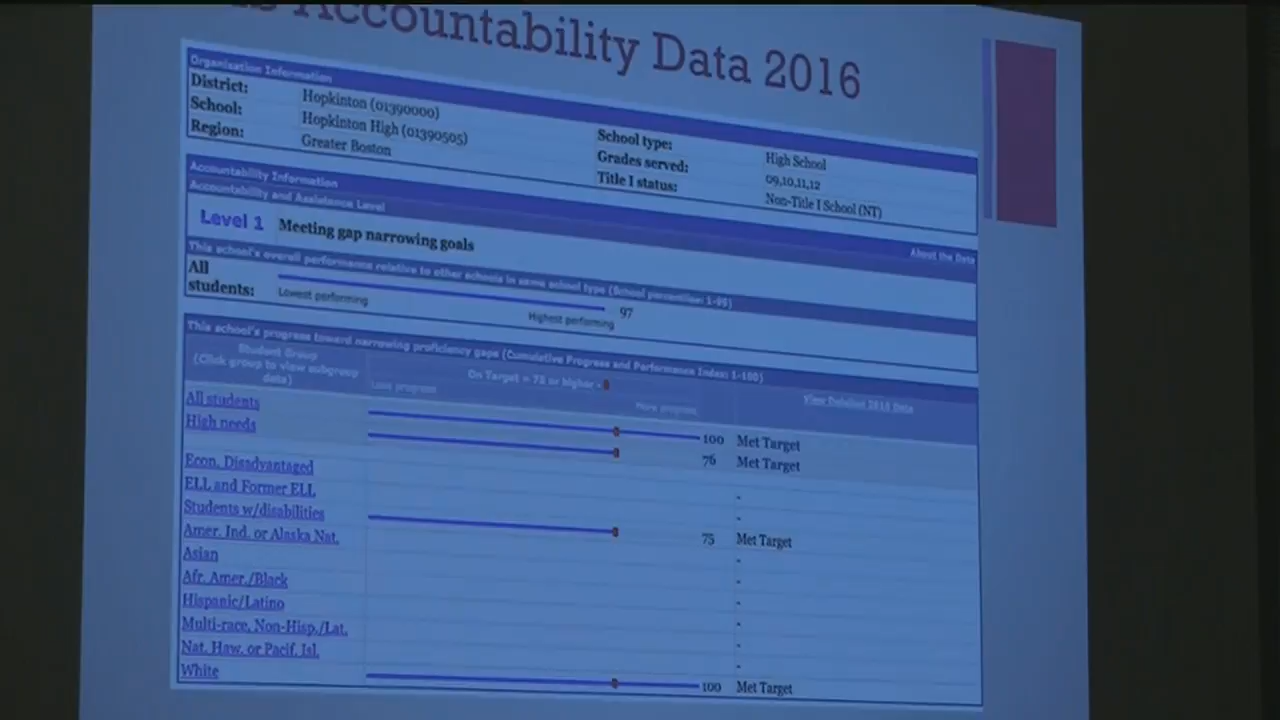 Accountability Data 2016
Organization Information
District: Hopkinton (01390000)
School: Hopkinton High (01390505)
Region: Greater Boston
School type: High School
Grades served: 09,10,11,12
Title I status: Non-Title I School (NT)
Accountability Information
About the Data
Accountability and Assistance Level
Level 1 Meeting gap narrowing goals
This school's overall performance relative to other schools in same school type (School percentiles: 1-99)
All students: 97
Lowest performing
Highest performing
This school's progress toward narrowing proficiency gaps (Cumulative Progress and Performance Index: 1-100)
Student Group
(Click group to view subgroup data)
On Target = 75 or higher -
Less progress
More progress
View Detailed 2016 Data
All students 100 Met Target
High needs 76 Met Target
Econ. Disadvantaged -
ELL and Former ELL -
Students w/disabilities 75 Met Target
Amer. Ind. or Alaska Nat. -
Asian -
Afr. Amer./Black -
Hispanic/Latino -
Multi-race, Non-Hisp./Lat. -
Nat. Haw. or Pacif. Isl. -
White 100 Met Target